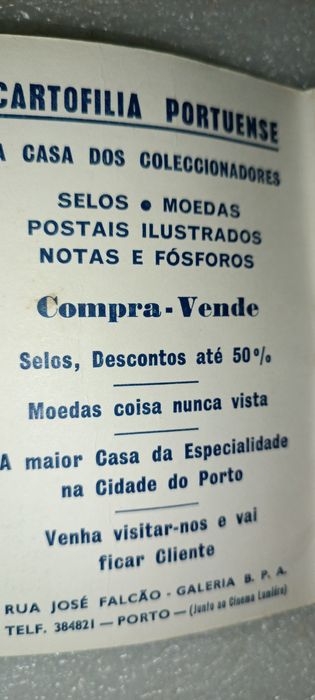 CARTOFILIA PORTUENSE
A CASA DOS COLECCIONADORES
SELOS • MOEDAS
POSTAIS ILUSTRADOS
NOTAS E FÓSFOROS
Compra-Vende
Selos, Descontos até 50%
Moedas coisa nunca vista
A maior Casa da Especialidade
na Cidade do Porto
Venha visitar-nos e vai
ficar Cliente
RUA JOSÉ FALCÃO - GALERIA B. P. A.
TELF. 384821 — PORTO — (Junto ao Cinema Lumiére)